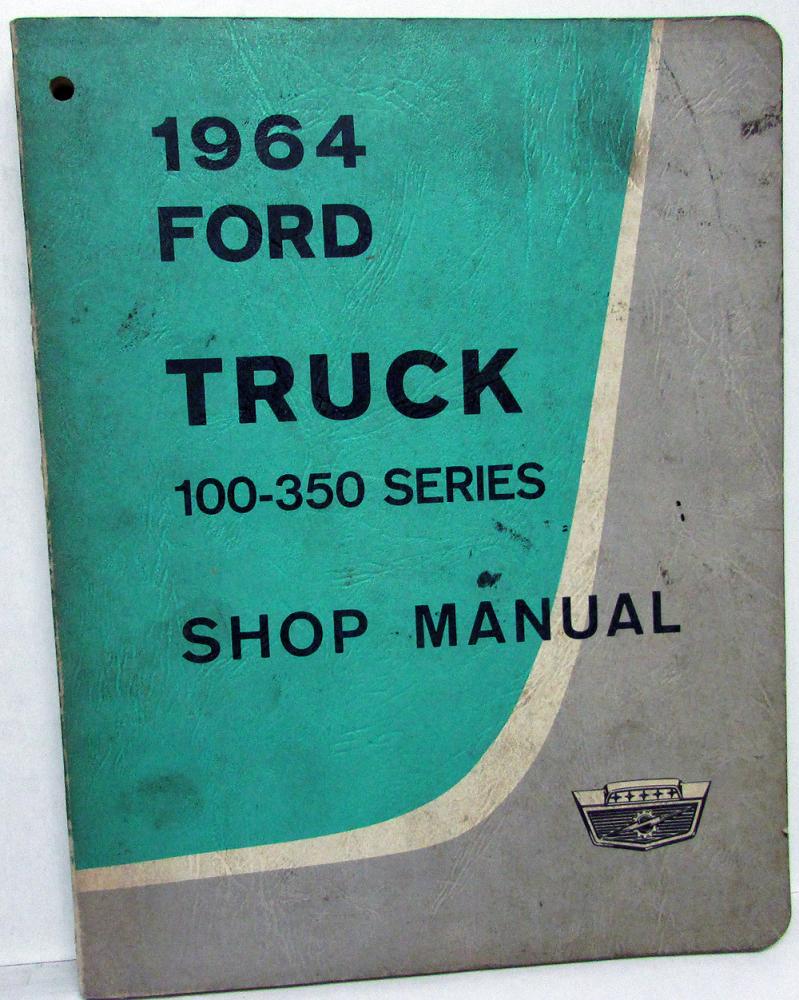 1964
FORD
TRUCK
100-350 SERIES
SHOP MANUAL